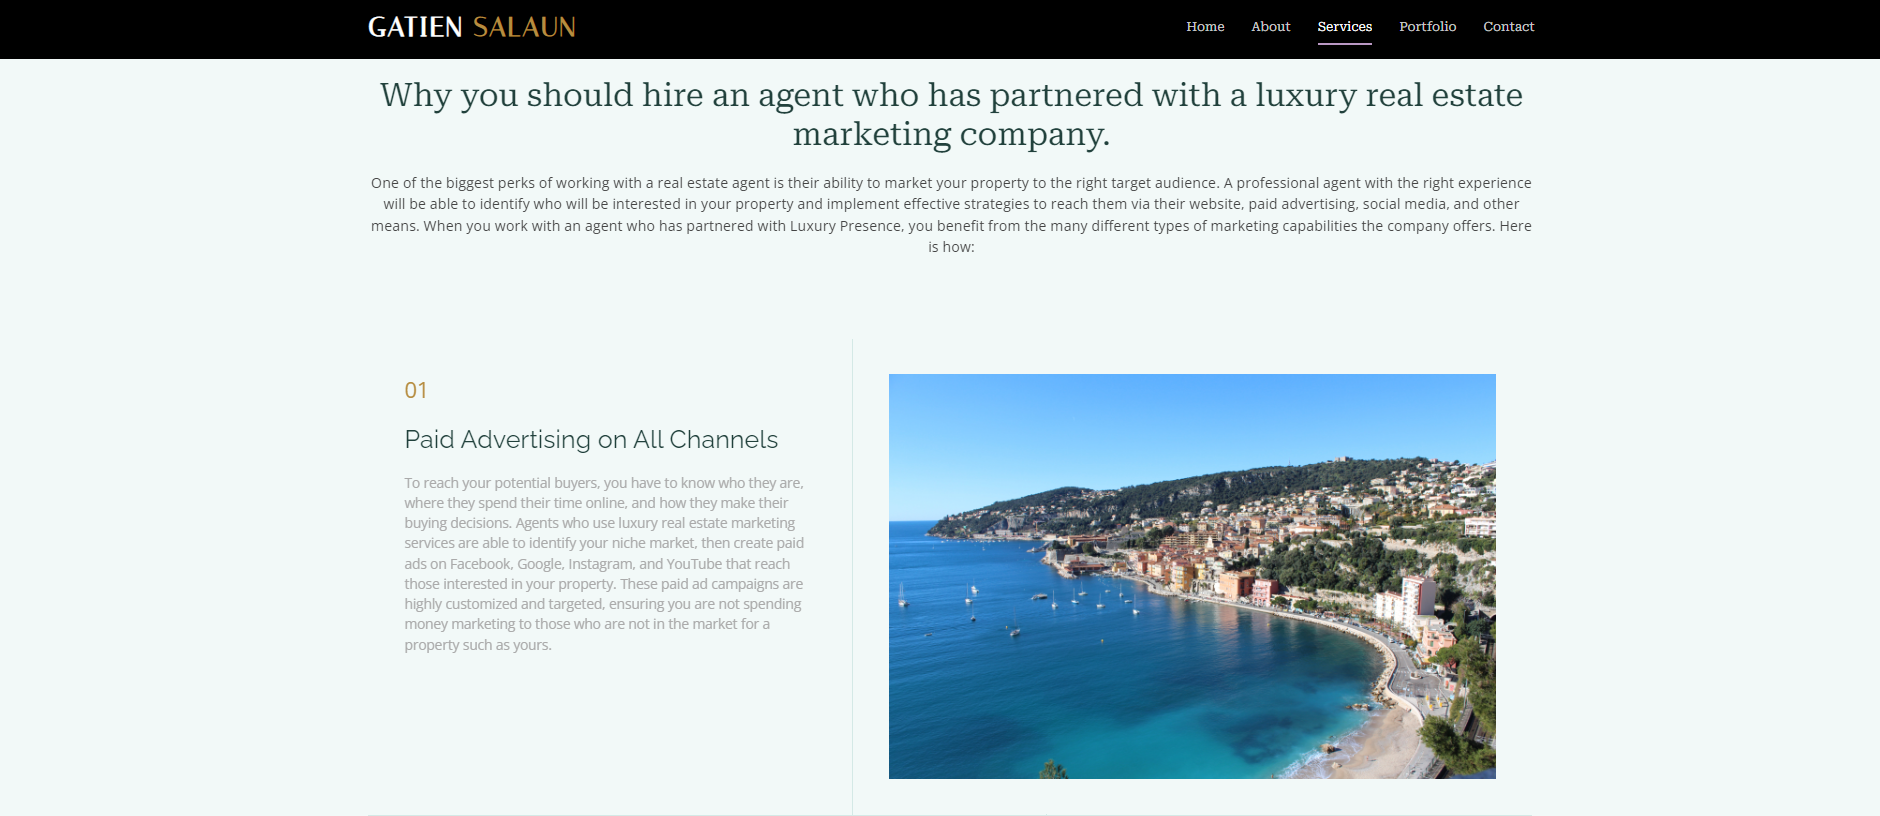 GATIEN SALAUN
Home About Services Portfolio Contact
Why you should hire an agent who has partnered with a luxury real estate
marketing company.
One of the biggest perks of working with a real estate agent is their ability to market your property to the right target audience. A professional agent with the right experience
will be able to identify who will be interested in your property and implement effective strategies to reach them via their website, paid advertising, social media, and other
means. When you work with an agent who has partnered with Luxury Presence, you benefit from the many different types of marketing capabilities the company offers. Here
is how:
01
Paid Advertising on All Channels
To reach your potential buyers, you have to know who they are,
where they spend their time online, and how they make their
buying decisions. Agents who use luxury real estate marketing
services are able to identify your niche market, then create paid
ads on Facebook, Google, Instagram, and YouTube that reach
those interested in your property. These paid ad campaigns are
highly customized and targeted, ensuring you are not spending
money marketing to those who are not in the market for a
property such as yours.